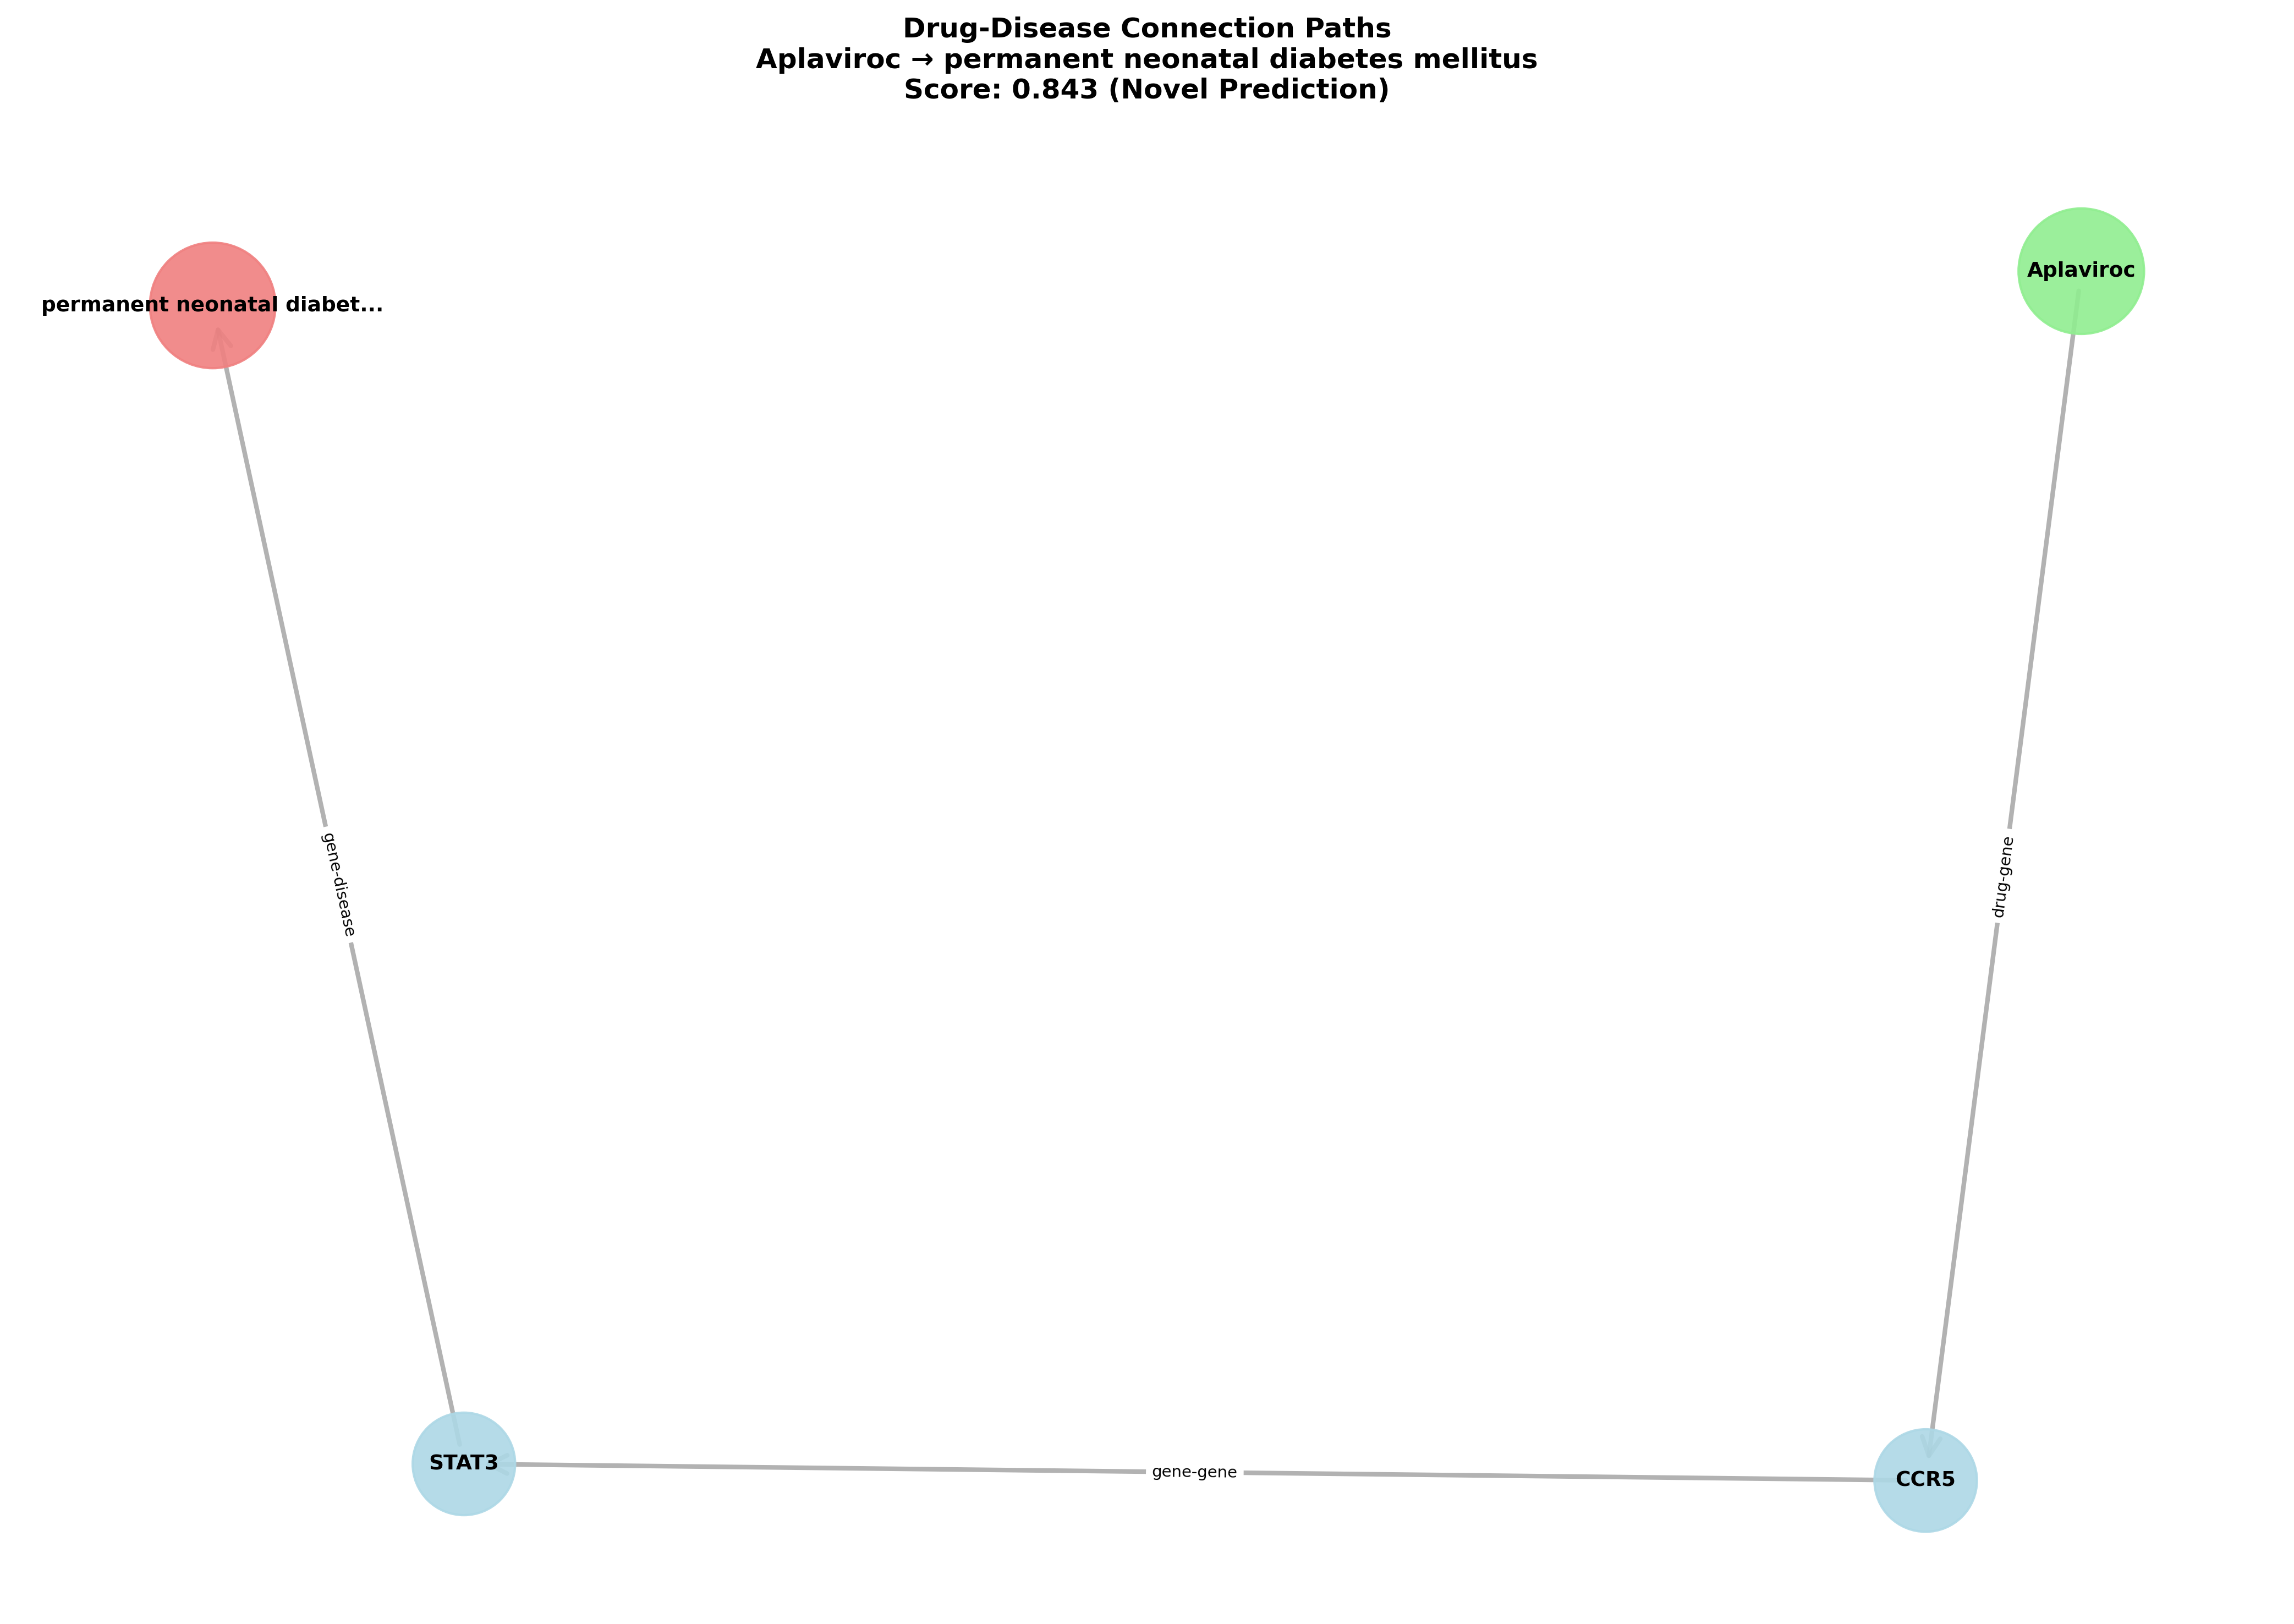 Drug-Disease Connection Paths
Aplaviroc → permanent neonatal diabetes mellitus
Score: 0.843 (Novel Prediction)
Aplaviroc
permanent neonatal diabet...
gene-disease
drug-gene
STAT3
gene-gene
CCR5